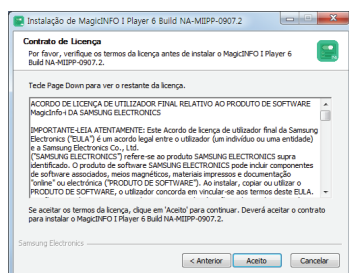 Instalação de MagicINFO I Player 6 Build NA-MIIPP-0907.2
Contrato de Licença
Por favor, verifique os termos da licença antes de instalar o MagicINFO I Player 6
Build NA-MIIPP-0907.2.
Tede Page Down para ver o restante da licença.
ACORDO DE LICENÇA DE UTILIZADOR FINAL RELATIVO AO PRODUTO DE SOFTWARE
MagicInfo-i DA SAMSUNG ELECTRONICS
IMPORTANTE-LEIA ATENTAMENTE: Este Acordo de licença de utilizador final da Samsung
Electronics ("EULA") é um acordo legal entre o utilizador (um indivíduo ou uma entidade)
e a Samsung Electronics Co., Ltd.
("SAMSUNG ELECTRONICS") refere-se ao produto SAMSUNG ELECTRONICS supra
identificado. O produto de software SAMSUNG ELECTRONICS pode incluir componentes
de software associados, meios magnéticos, materiais impressos e documentação
"online" ou electrónica ("PRODUTO DE SOFTWARE"). Ao instalar, copiar ou utilizar o
PRODUTO DE SOFTWARE, o utilizador concorda em vincular-se aos termos deste EULA.
Se aceitar os termos da licença, clique em 'Aceito' para continuar. Deverá aceitar o contrato
para instalar o MagicINFO I Player 6 Build NA-MIIPP-0907.2.
Samsung Electronics
< Anterior
Aceito
Cancelar